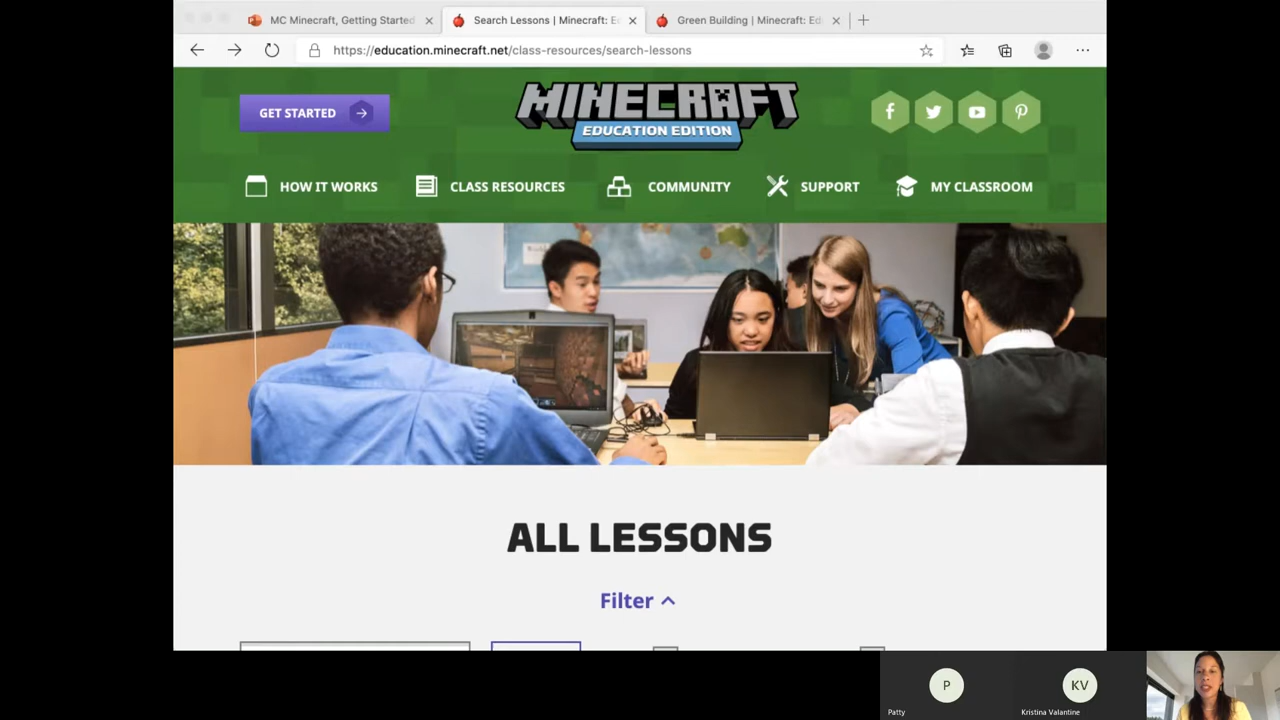 MC Minecraft, Getting Started
Search Lessons | Minecraft: E
Green Building | Minecraft: Ed
https://education.minecraft.net/class-resources/search-lessons
GET STARTED
MINECRAFT
EDUCATION EDITION
HOW IT WORKS
CLASS RESOURCES
COMMUNITY
SUPPORT
MY CLASSROOM
ALL LESSONS
Filter
P
KV
Patty
Kristina Valantine